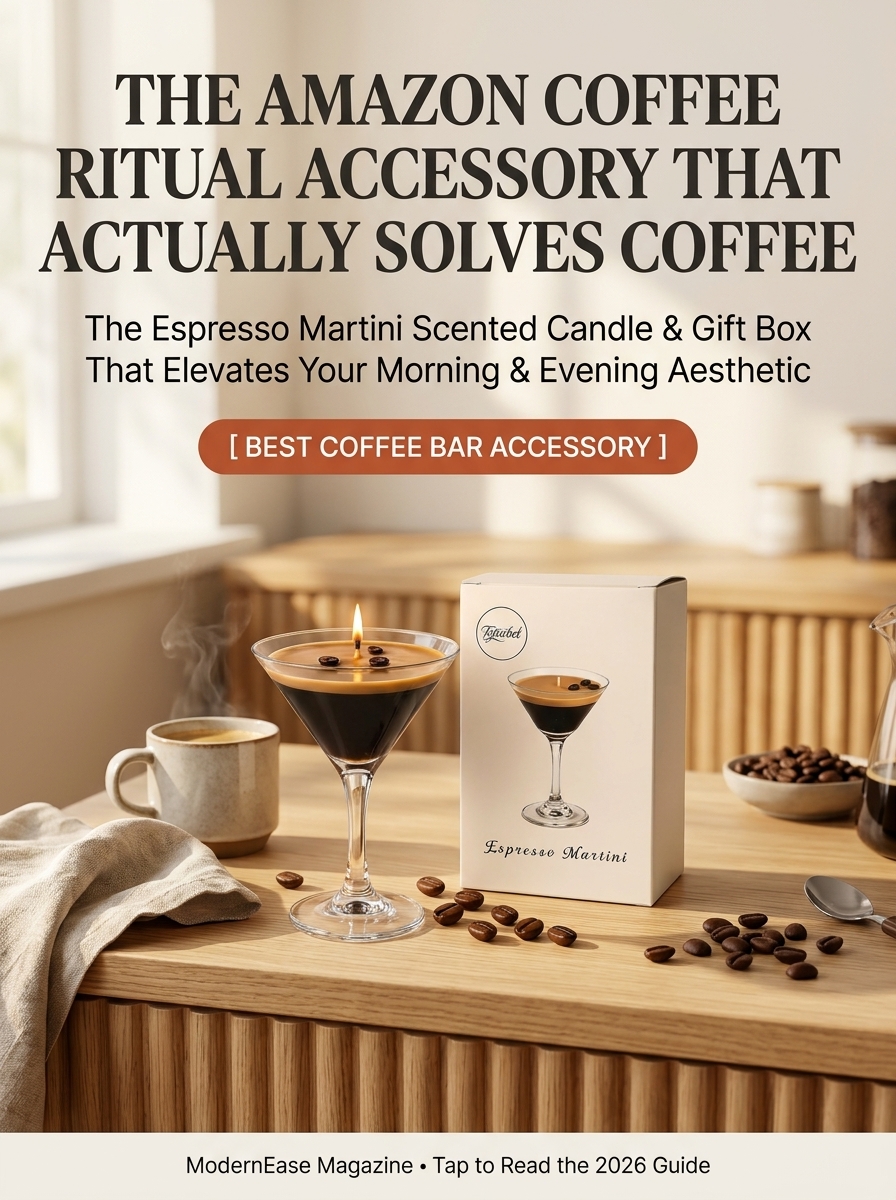 THE AMAZON COFFEE
RITUAL ACCESSORY THAT
ACTUALLY SOLVES COFFEE
The Espresso Martini Scented Candle & Gift Box
That Elevates Your Morning & Evening Aesthetic
[ BEST COFFEE BAR ACCESSORY ]
Espresso Martini
ModernEase Magazine • Tap to Read the 2026 Guide